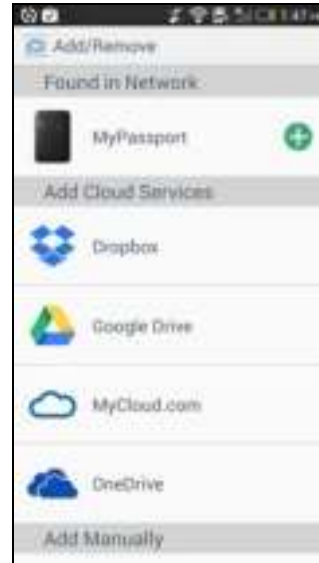 Add/Remove
Found in Network
MyPassport
Add Cloud Services
Dropbox
Google Drive
MyCloud.com
OneDrive
Add Manually